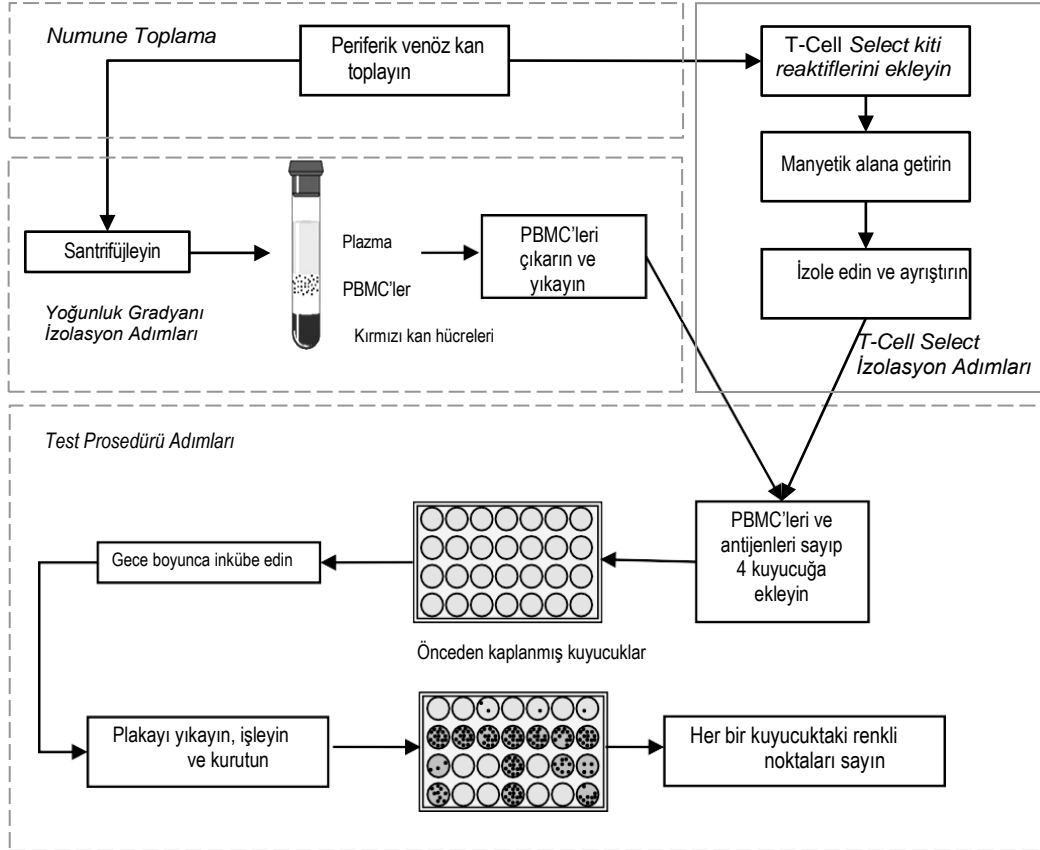 Numune Toplama
Periferik venöz kan
toplayın
T-Cell Select kiti
reaktiflerini ekleyin
Manyetik alana getirin
İzole edin ve ayrıştırın
T-Cell Select
İzolasyon Adımları
Santrifüjleyin
Yoğunluk Gradyanı
İzolasyon Adımları
Plazma
PBMC'ler
Kırmızı kan hücreleri
PBMC'leri
çıkarın ve
yıkayın
Test Prosedürü Adımları
PBMC'leri ve
antijenleri sayıp
4 kuyucuğa
ekleyin
Önceden kaplanmış kuyucuklar
Gece boyunca inkübe edin
Plakayı yıkayın, işleyin
ve kurutun
Her bir kuyucuktaki renkli
noktaları sayın